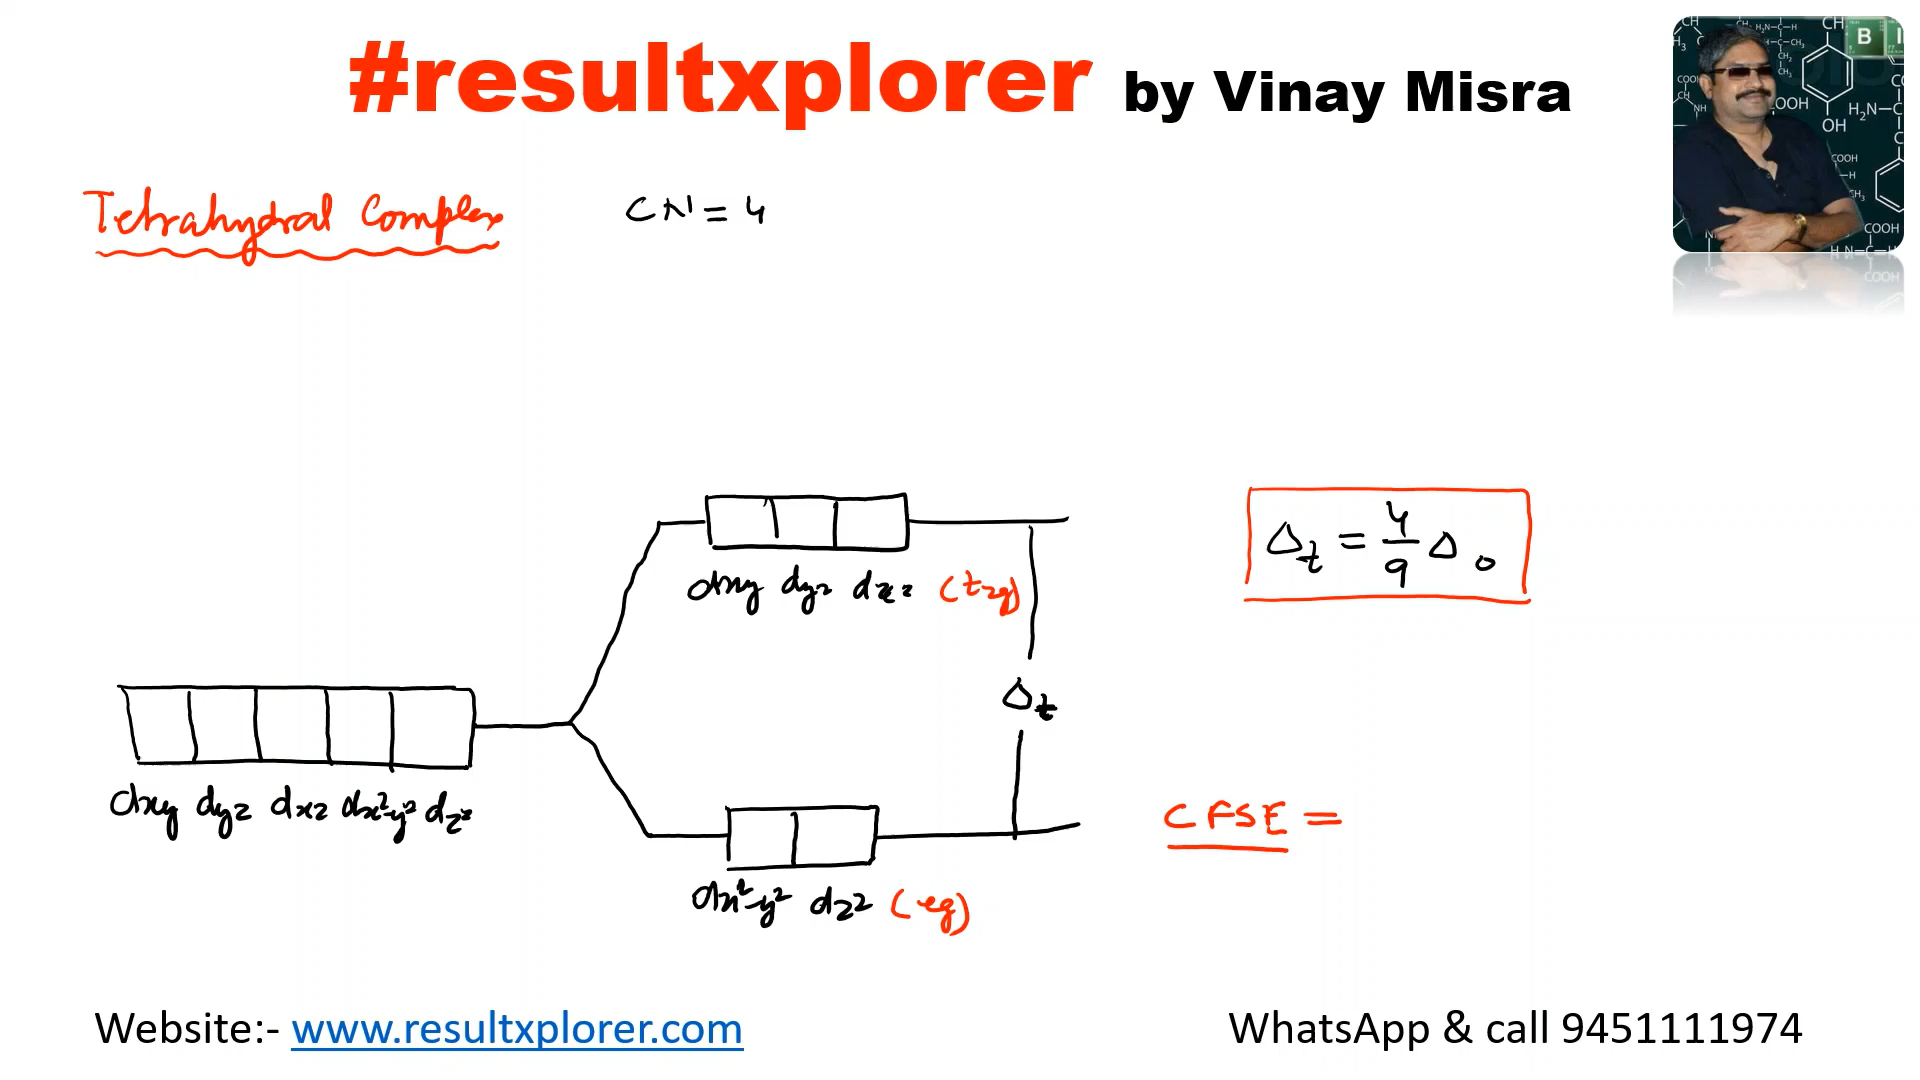 #resultxplorer by Vinay Misra
Tetrahydral Complex CN = 4
dxy dyz dxz (t2g)
Δt = 4/9 Δo
Δt
dxy dyz dxz dx²-y² dz²
CFSE =
dx²-y² dz² (eg)
Website:- www.resultxplorer.com
WhatsApp & call 9451111974